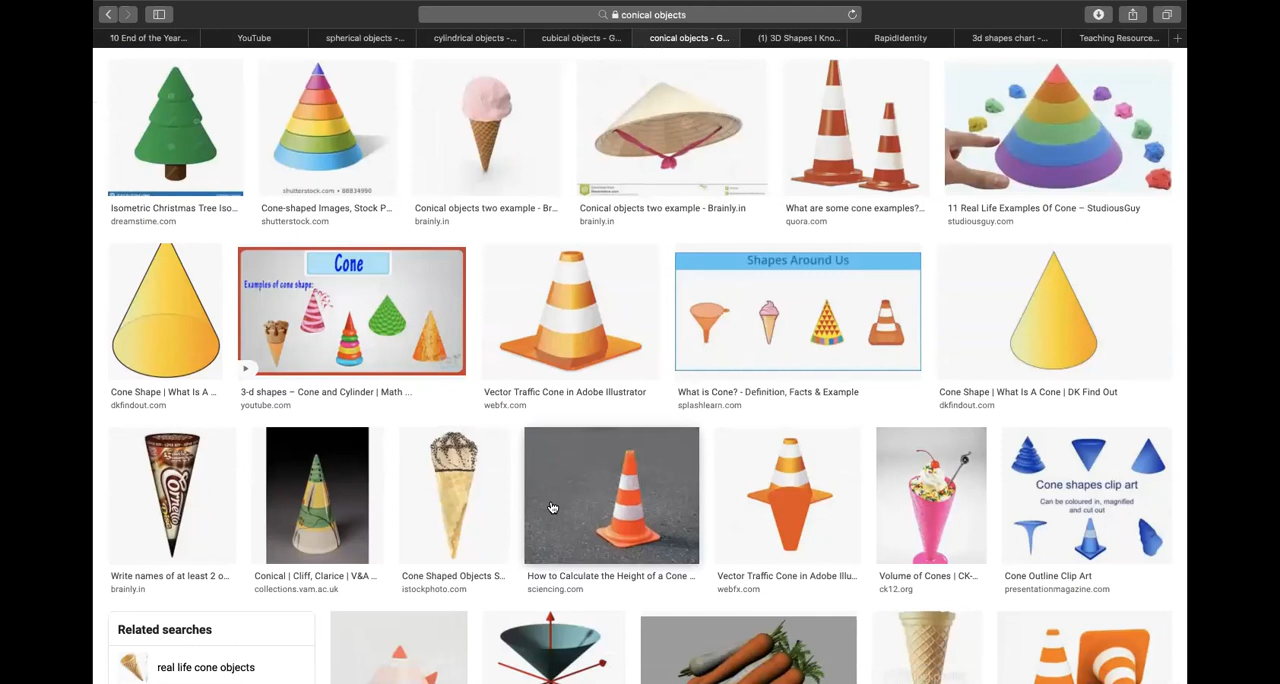 conical objects
10 End of the Year...
YouTube
spherical objects -...
cylindrical objects -...
cubical objects - G...
conical objects - G...
(1) 3D Shapes I Kno...
RapidIdentity
3d shapes chart -...
Teaching Resource...
shutterstock.com • 88834990
Isometric Christmas Tree Iso...
Cone-shaped Images, Stock P...
Conical objects two example - Br...
Conical objects two example - Brainly.in
What are some cone examples?...
11 Real Life Examples Of Cone – StudiousGuy
dreamstime.com
shutterstock.com
brainly.in
brainly.in
quora.com
studiousguy.com
Cone
Examples of cone shape:
Shapes Around Us
Cone Shape | What Is A ...
3-d shapes – Cone and Cylinder | Math ...
Vector Traffic Cone in Adobe Illustrator
What is Cone? - Definition, Facts & Example
Cone Shape | What Is A Cone | DK Find Out
dkfindout.com
youtube.com
webfx.com
splashlearn.com
dkfindout.com
Cornetto
Cone shapes clip art
Can be coloured in, magnified
and cut out
Write names of at least 2 o...
Conical | Cliff, Clarice | V&A ...
Cone Shaped Objects S...
How to Calculate the Height of a Cone ...
Vector Traffic Cone in Adobe Illu...
Volume of Cones | CK-...
Cone Outline Clip Art
brainly.in
collections.vam.ac.uk
istockphoto.com
sciencing.com
webfx.com
ck12.org
presentationmagazine.com
Related searches
real life cone objects